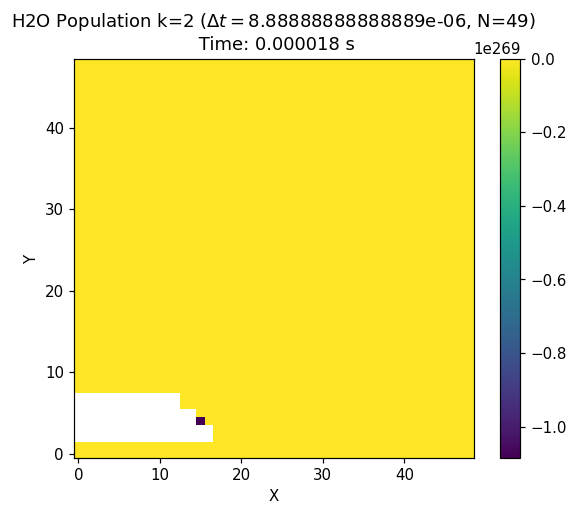 H2O Population k=2 (Δt = 8.88888888888889e-06, N=49)
Time: 0.000018 s
1e269
0.0
−0.2
−0.4
−0.6
−0.8
−1.0
40
30
20
10
0
Y
0 10 20 30 40
X